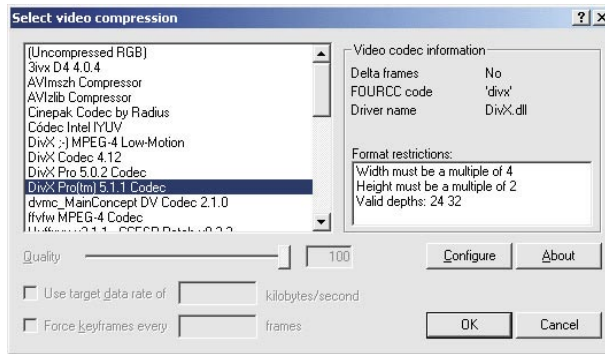 Select video compression
(Uncompressed RGB)
3ivx D4 4.0.4
AVImszh Compressor
AVIzlib Compressor
Cinepak Codec by Radius
Códec Intel IYUV
DivX ;-) MPEG-4 Low-Motion
DivX Codec 4.12
DivX Pro 5.0.2 Codec
DivX Pro(tm) 5.1.1 Codec
dvmc_MainConcept DV Codec 2.1.0
ffvfw MPEG-4 Codec
Video codec information
Delta frames No
FOURCC code 'divx'
Driver name DivX.dll
Format restrictions:
Width must be a multiple of 4
Height must be a multiple of 2
Valid depths: 24 32
Quality 100
Configure About
Use target data rate of kilobytes/second
Force keyframes every frames
OK Cancel